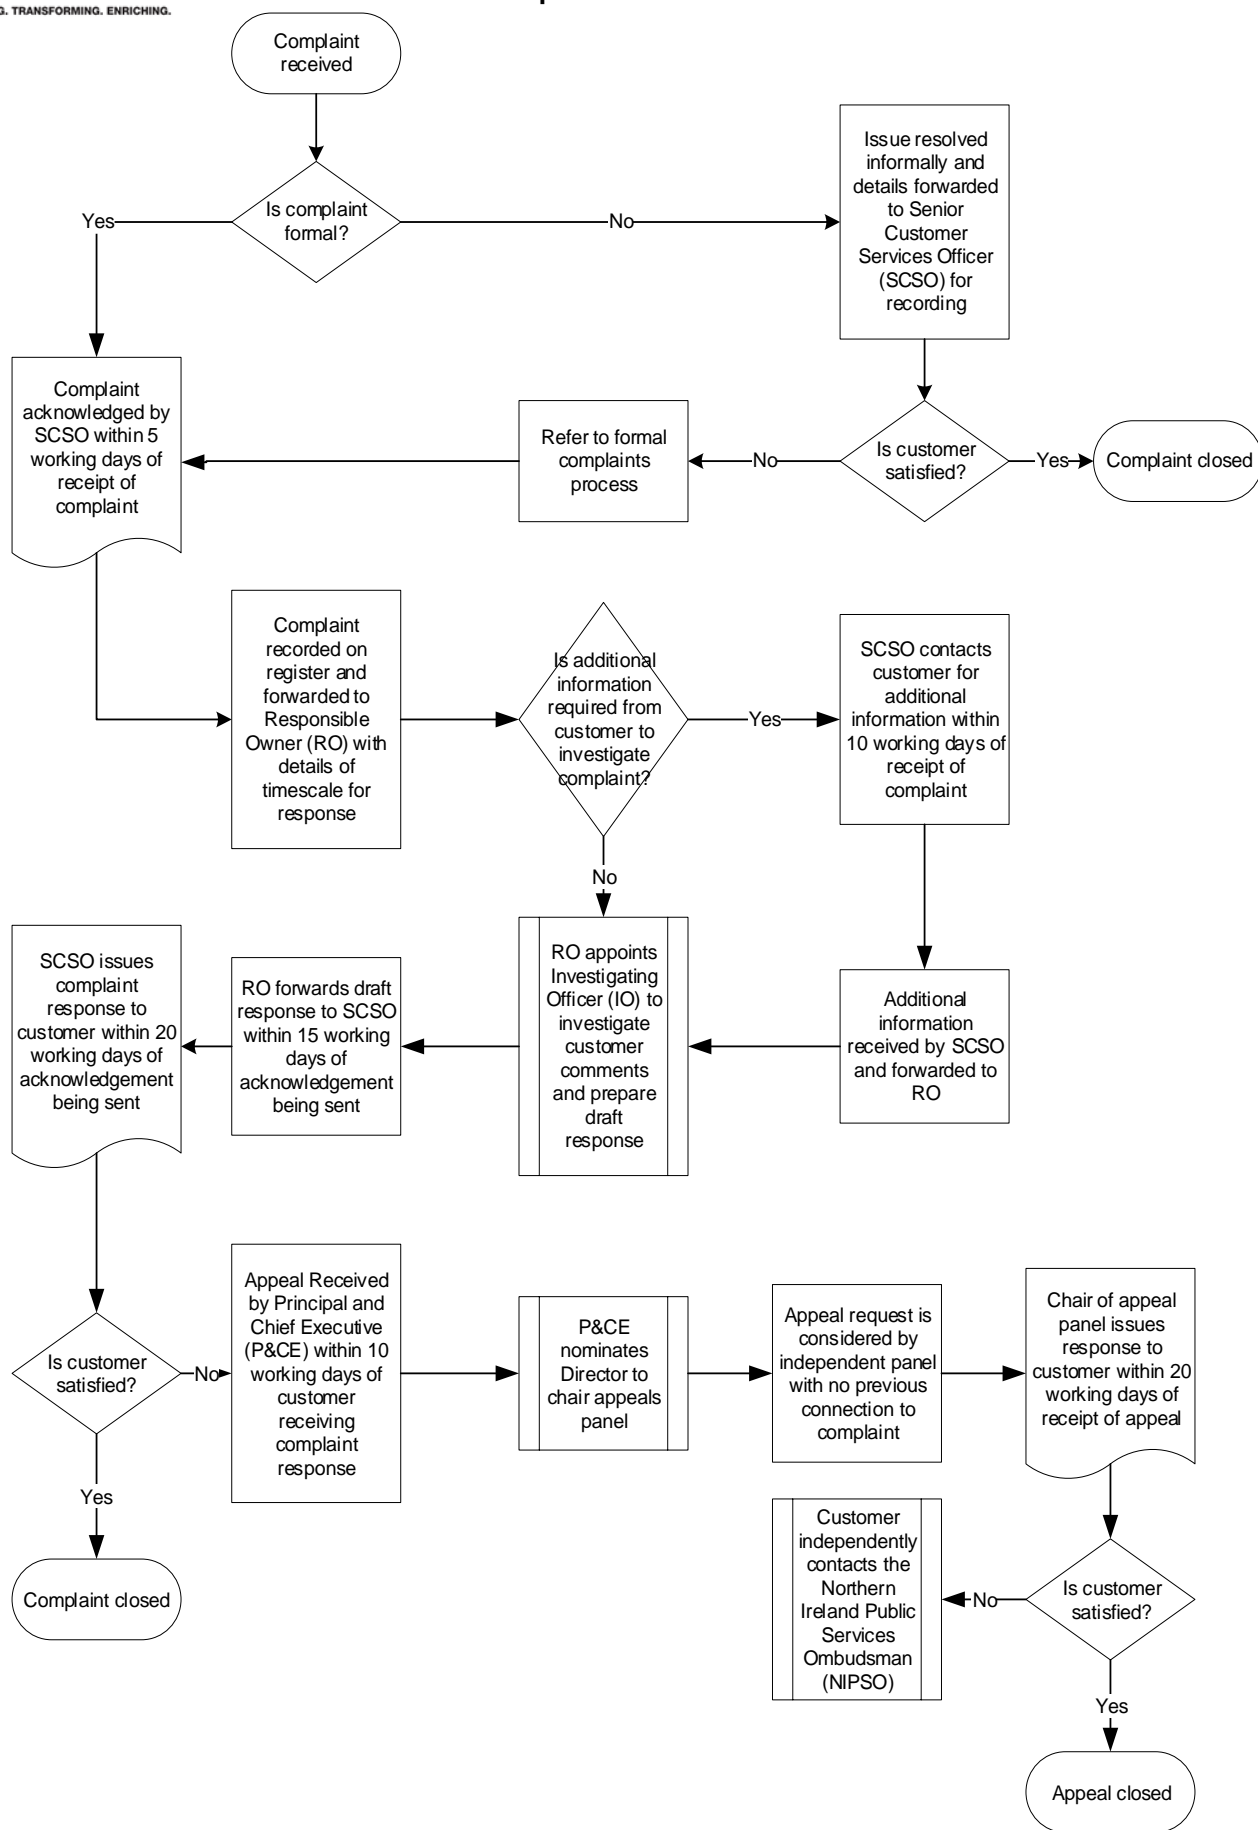 G. TRANSFORMING. ENRICHING.
Complaint
received
Is complaint
formal?
Yes
No
Issue resolved
informally and
details forwarded
to Senior
Customer
Services Officer
(SCSO) for
recording
Complaint
acknowledged by
SCSO within 5
working days of
receipt of
complaint
Refer to formal
complaints
process
No
Is customer
satisfied?
Yes
Complaint closed
Complaint
recorded on
register and
forwarded to
Responsible
Owner (RO) with
details of
timescale for
response
Is additional
information
required from
customer to
investigate
complaint?
Yes
No
SCSO contacts
customer for
additional
information within
10 working days of
receipt of
complaint
SCSO issues
complaint
response to
customer within 20
working days of
acknowledgement
being sent
RO forwards draft
response to SCSO
within 15 working
days of
acknowledgement
being sent
RO appoints
Investigating
Officer (IO) to
investigate
customer
comments
and prepare
draft
response
Additional
information
received by SCSO
and forwarded to
RO
Is customer
satisfied?
No
Yes
Complaint closed
Appeal Received
by Principal and
Chief Executive
(P&CE) within 10
working days of
customer
receiving
complaint
response
P&CE
nominates
Director to
chair appeals
panel
Appeal request is
considered by
independent panel
with no previous
connection to
complaint
Chair of appeal
panel issues
response to
customer within 20
working days of
receipt of appeal
Customer
independently
contacts the
Northern
Ireland Public
Services
Ombudsman
(NIPSO)
No
Is customer
satisfied?
Yes
Appeal closed